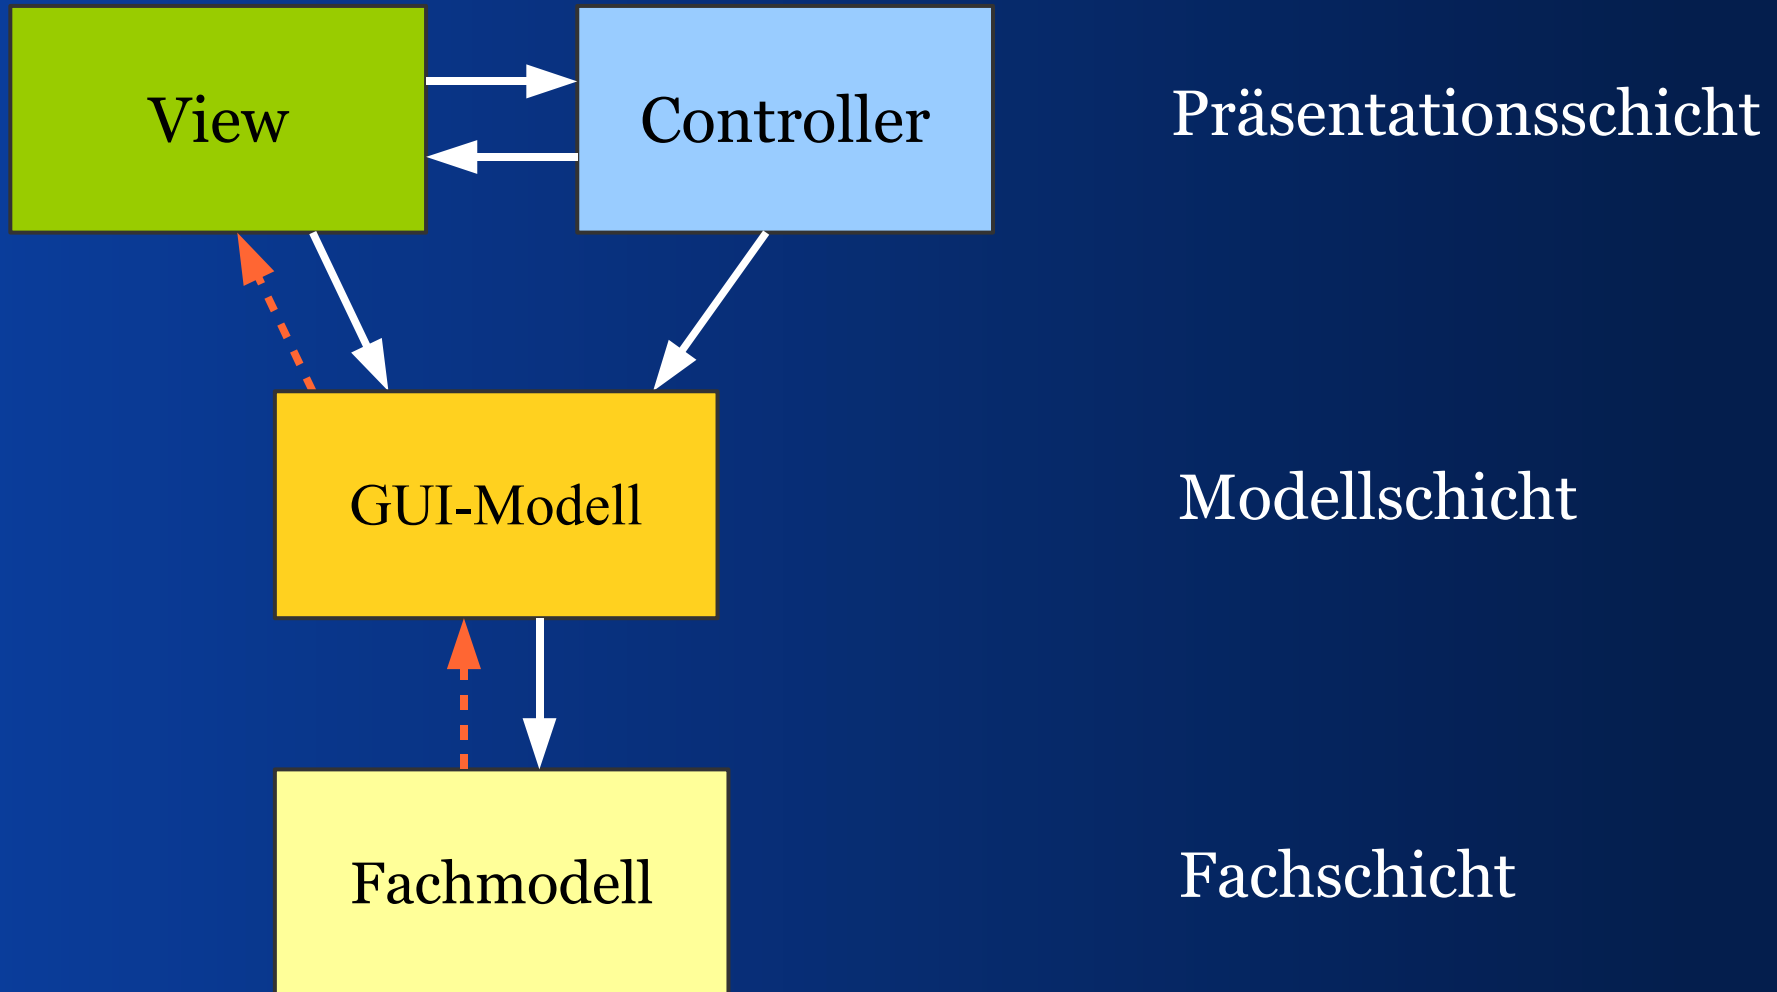 View
Controller
Präsentationsschicht
GUI-Modell
Modellschicht
Fachmodell
Fachschicht